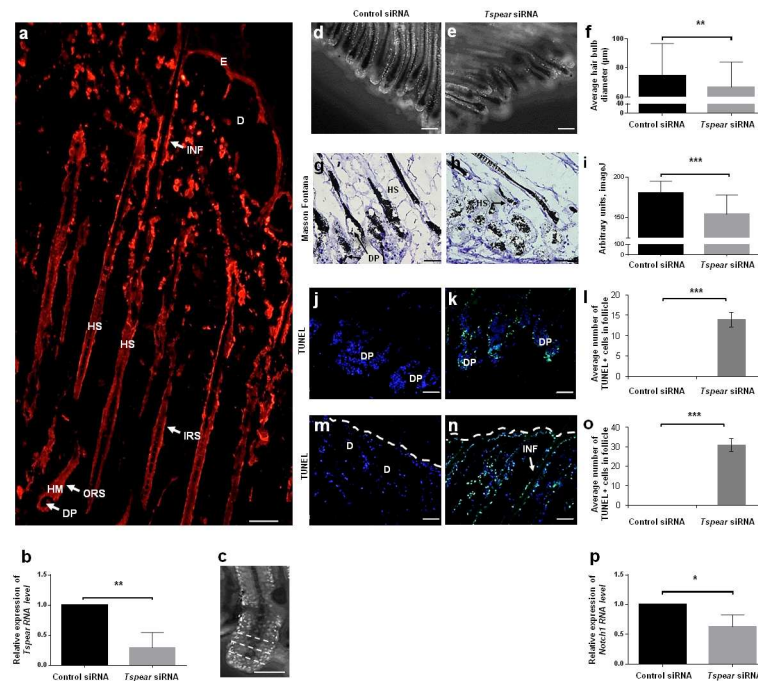 Control siRNA
Tspear siRNA
a
E
D
INF
HS
HS
IRS
HM
ORS
DP
d
e
f
**
Average hair bulb
diameter (µm)
100
80
60
40
0
Control siRNA
Tspear siRNA
Masson Fontana
g
HS
DP
h
HS
i
***
Arbitrary units, imageJ
200
150
100
0
Control siRNA
Tspear siRNA
TUNEL
j
DP
DP
k
DP
DP
l
***
Average number of
TUNEL+ cells in follicle
25
20
15
10
5
0
Control siRNA
Tspear siRNA
TUNEL
m
D
D
n
INF
o
***
Average number of
TUNEL+ cells in follicle
40
30
20
10
0
Control siRNA
Tspear siRNA
b
**
Relative expression of
Tspear RNA level
1.5
1.0
0.5
0.0
Control siRNA
Tspear siRNA
c
p
*
Relative expression of
Notch1 RNA level
1.5
1.0
0.5
0.0
Control siRNA
Tspear siRNA